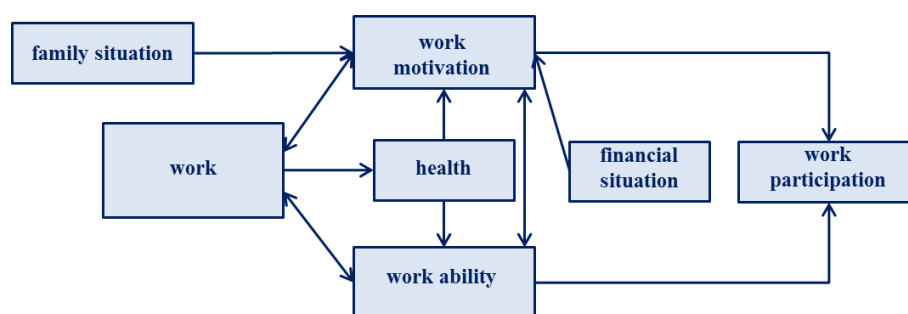 family situation
work
motivation
work
health
financial
situation
work
participation
work ability